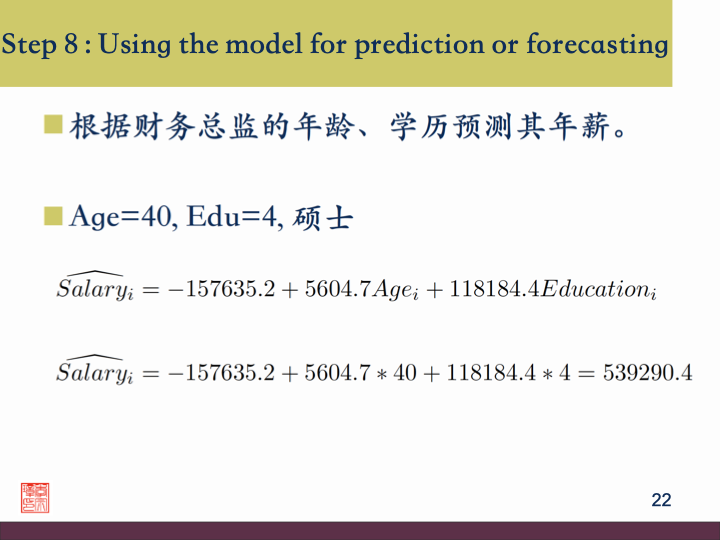 Step 8 : Using the model for prediction or forecasting
根据财务总监的年龄、学历预测其年薪。
Age=40, Edu=4, 硕士
\widehat{Salary}_i = −157635.2 + 5604.7Age_i + 118184.4Education_i
\widehat{Salary}_i = −157635.2 + 5604.7 ∗ 40 + 118184.4 ∗ 4 = 539290.4
22